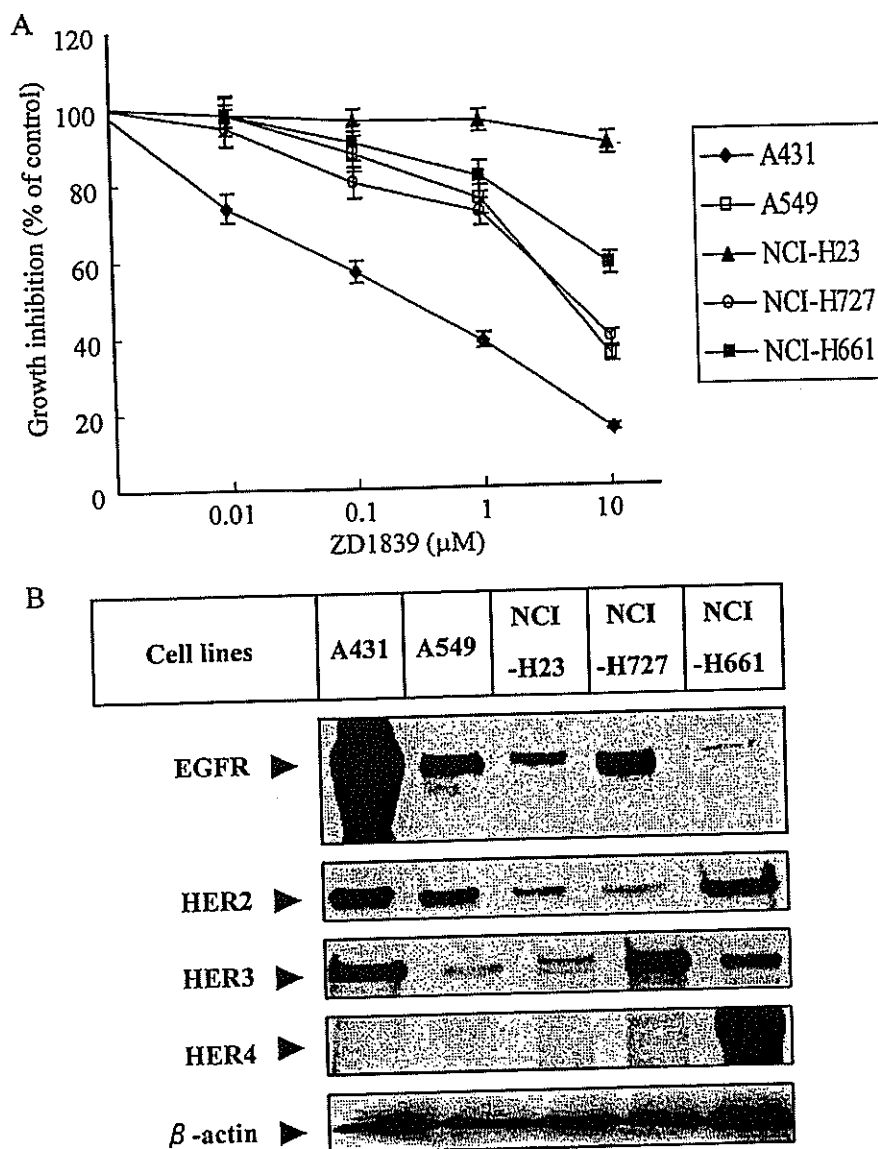 A
Growth inhibition (% of control)
120
100
80
60
40
20
0
0.01 0.1 1 10
ZD1839 (μM)
A431
A549
NCI-H23
NCI-H727
NCI-H661
B
Cell lines
A431
A549
NCI
-H23
NCI
-H727
NCI
-H661
EGFR
HER2
HER3
HER4
β-actin